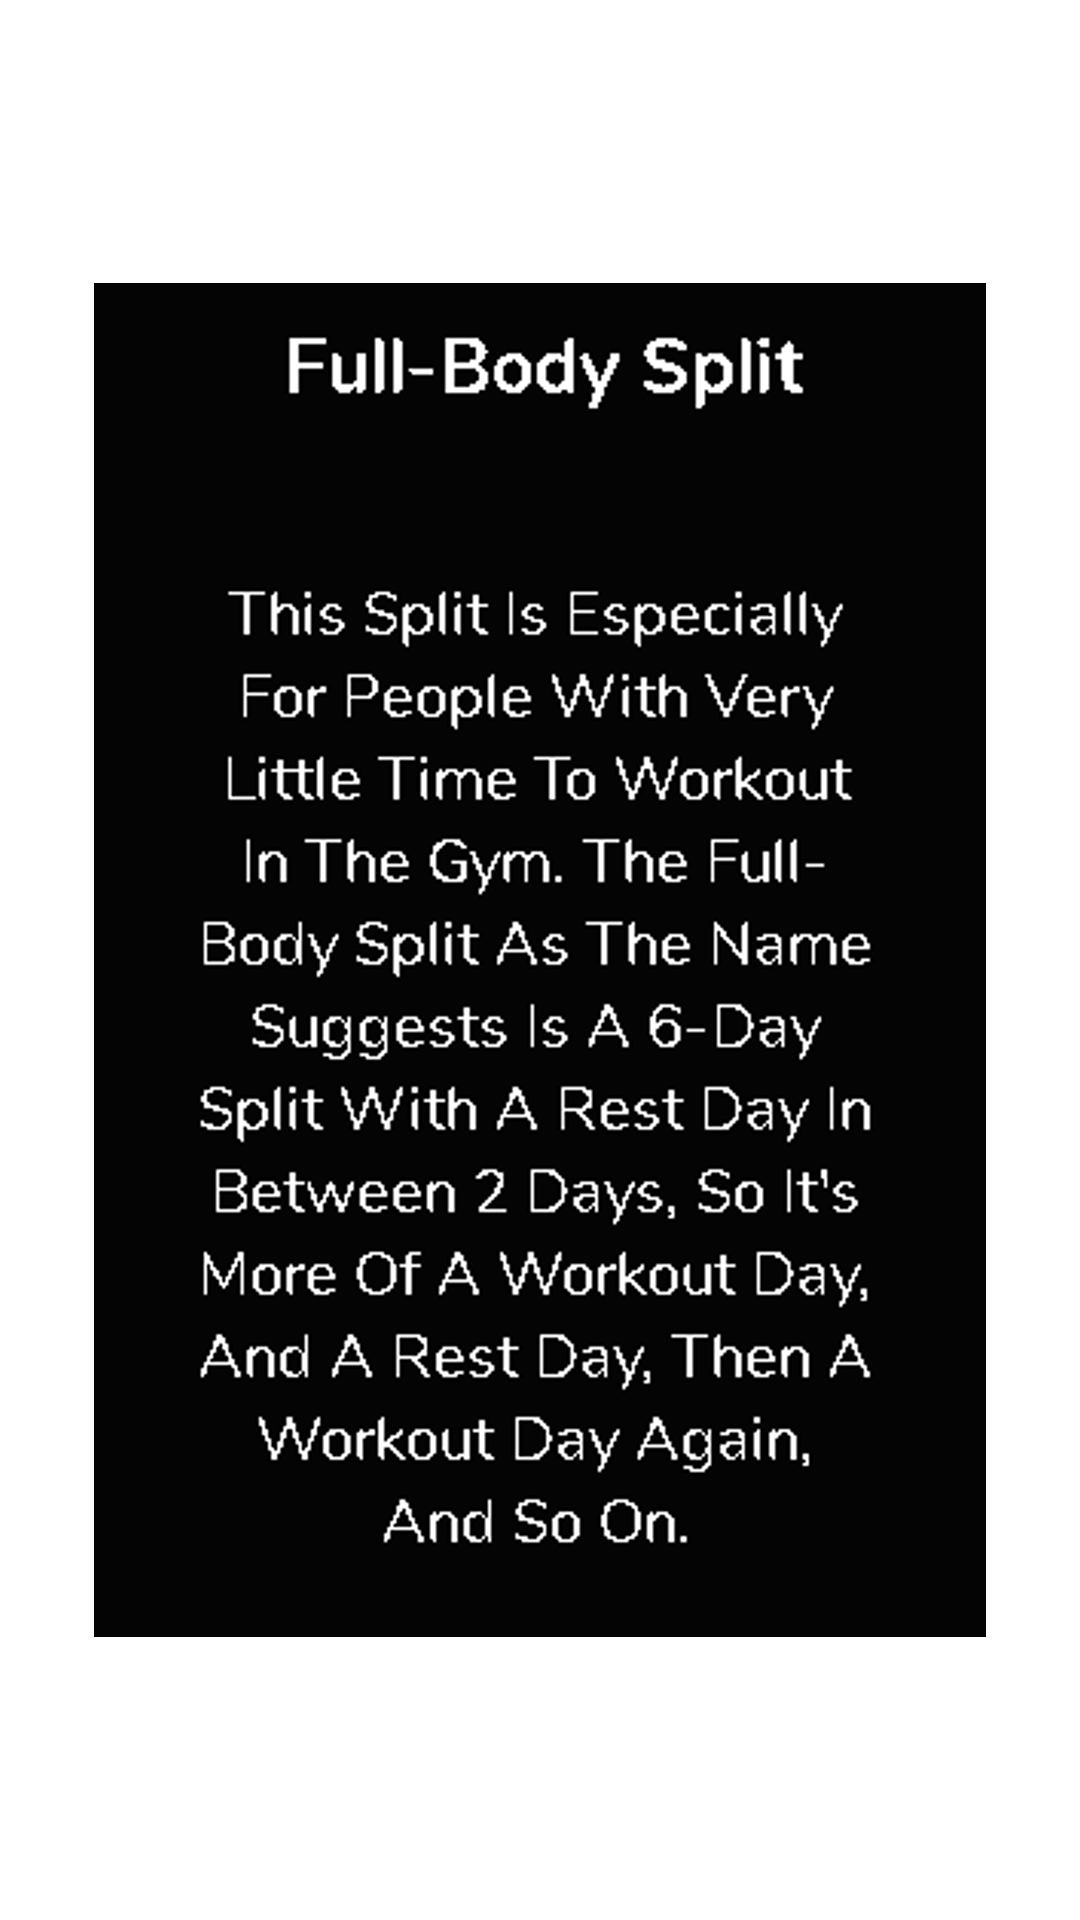 Full-Body Split
This Split Is Especially
For People With Very
Little Time To Workout
In The Gym. The Full-
Body Split As The Name
Suggests Is A 6-Day
Split With A Rest Day In
Between 2 Days, So It's
More Of A Workout Day,
And A Rest Day, Then A
Workout Day Again,
And So On.